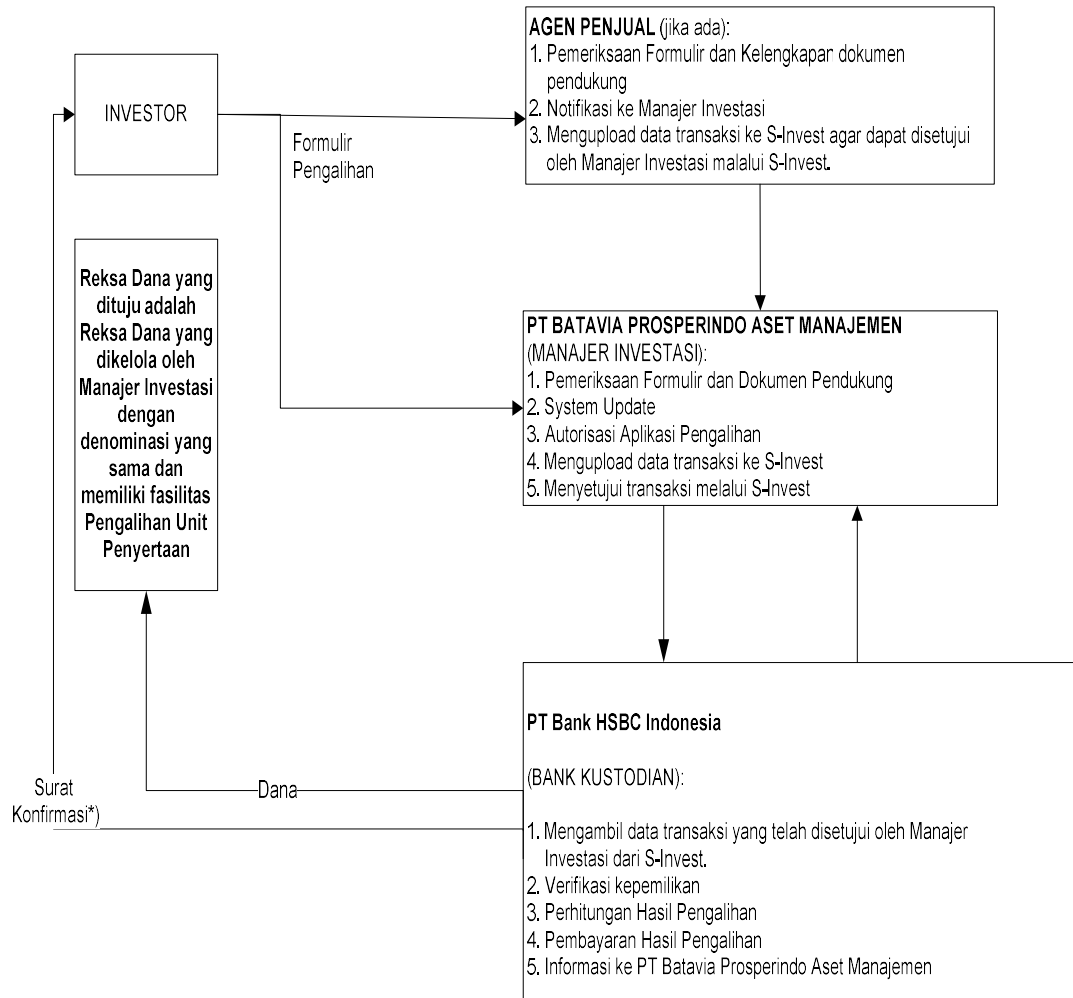 AGEN PENJUAL (jika ada):
1. Pemeriksaan Formulir dan Kelengkapan dokumen
pendukung
2. Notifikasi ke Manajer Investasi
3. Mengupload data transaksi ke S-Invest agar dapat disetujui
oleh Manajer Investasi malalui S-Invest.
INVESTOR
Formulir
Pengalihan
Reksa Dana yang
dituju adalah
Reksa Dana yang
dikelola oleh
Manajer Investasi
dengan
denominasi yang
sama dan
memiliki fasilitas
Pengalihan Unit
Penyertaan
PT BATAVIA PROSPERINDO ASET MANAJEMEN
(MANAJER INVESTASI):
1. Pemeriksaan Formulir dan Dokumen Pendukung
2. System Update
3. Autorisasi Aplikasi Pengalihan
4. Mengupload data transaksi ke S-Invest
5. Menyetujui transaksi melalui S-Invest
PT Bank HSBC Indonesia
(BANK KUSTODIAN):
1. Mengambil data transaksi yang telah disetujui oleh Manajer
Investasi dari S-Invest.
2. Verifikasi kepemilikan
3. Perhitungan Hasil Pengalihan
4. Pembayaran Hasil Pengalihan
5. Informasi ke PT Batavia Prosperindo Aset Manajemen
Dana
Surat
Konfirmasi*)